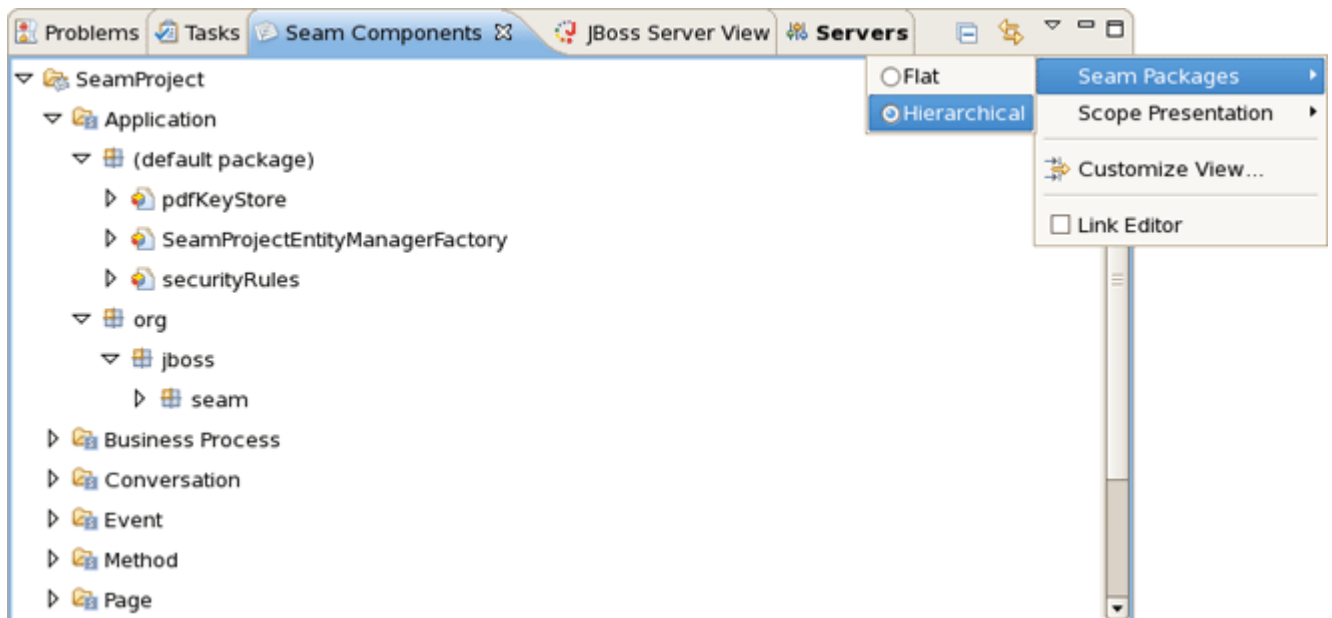 Problems Tasks Seam Components JBoss Server View Servers
SeamProject
Application
(default package)
pdfKeyStore
SeamProjectEntityManagerFactory
securityRules
org
jboss
seam
Business Process
Conversation
Event
Method
Page
Flat
Hierarchical
Seam Packages
Scope Presentation
Customize View...
Link Editor